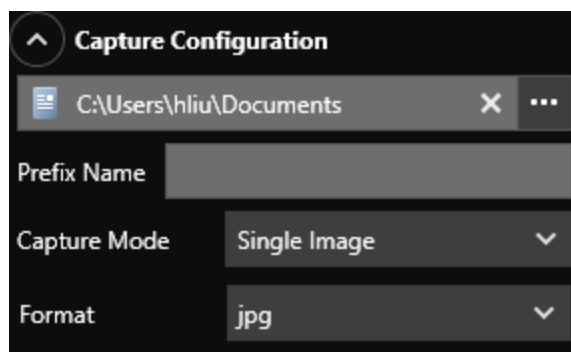 Capture Configuration
C:\Users\hliu\Documents
Prefix Name
Capture Mode Single Image
Format jpg